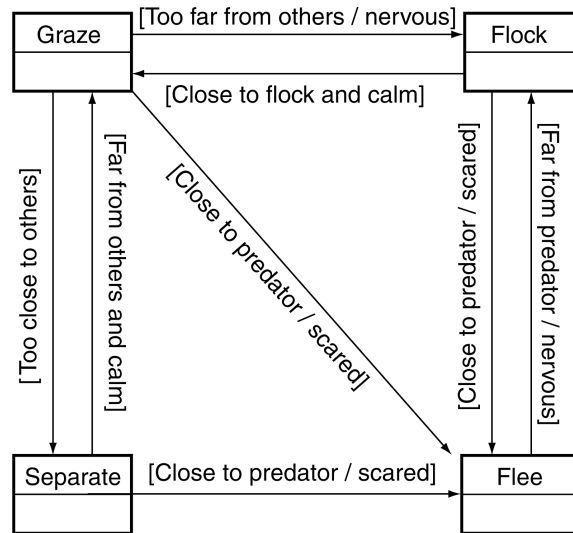 Graze
[Too far from others / nervous]
Flock
[Close to flock and calm]
[Too close to others]
[Far from others and calm]
[Close to predator / scared]
[Close to predator / scared]
[Far from predator / nervous]
Separate
[Close to predator / scared]
Flee